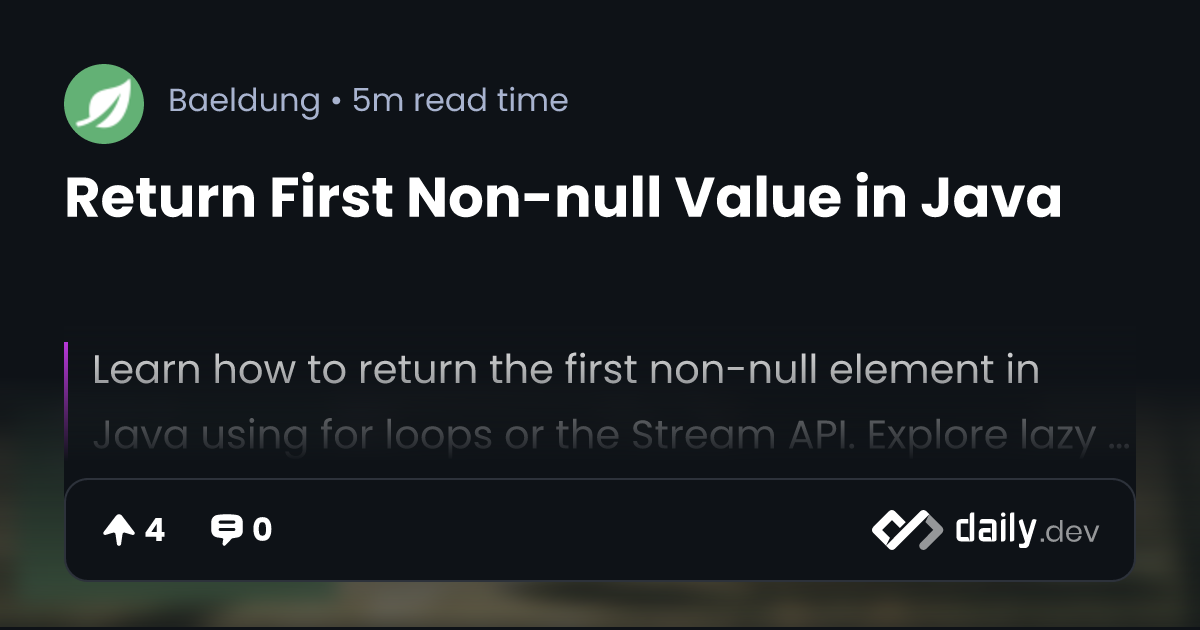 Baeldung • 5m read time
Return First Non-null Value in Java
Learn how to return the first non-null element in
Java using for loops or the Stream API. Explore lazy ...
4 0 daily.dev